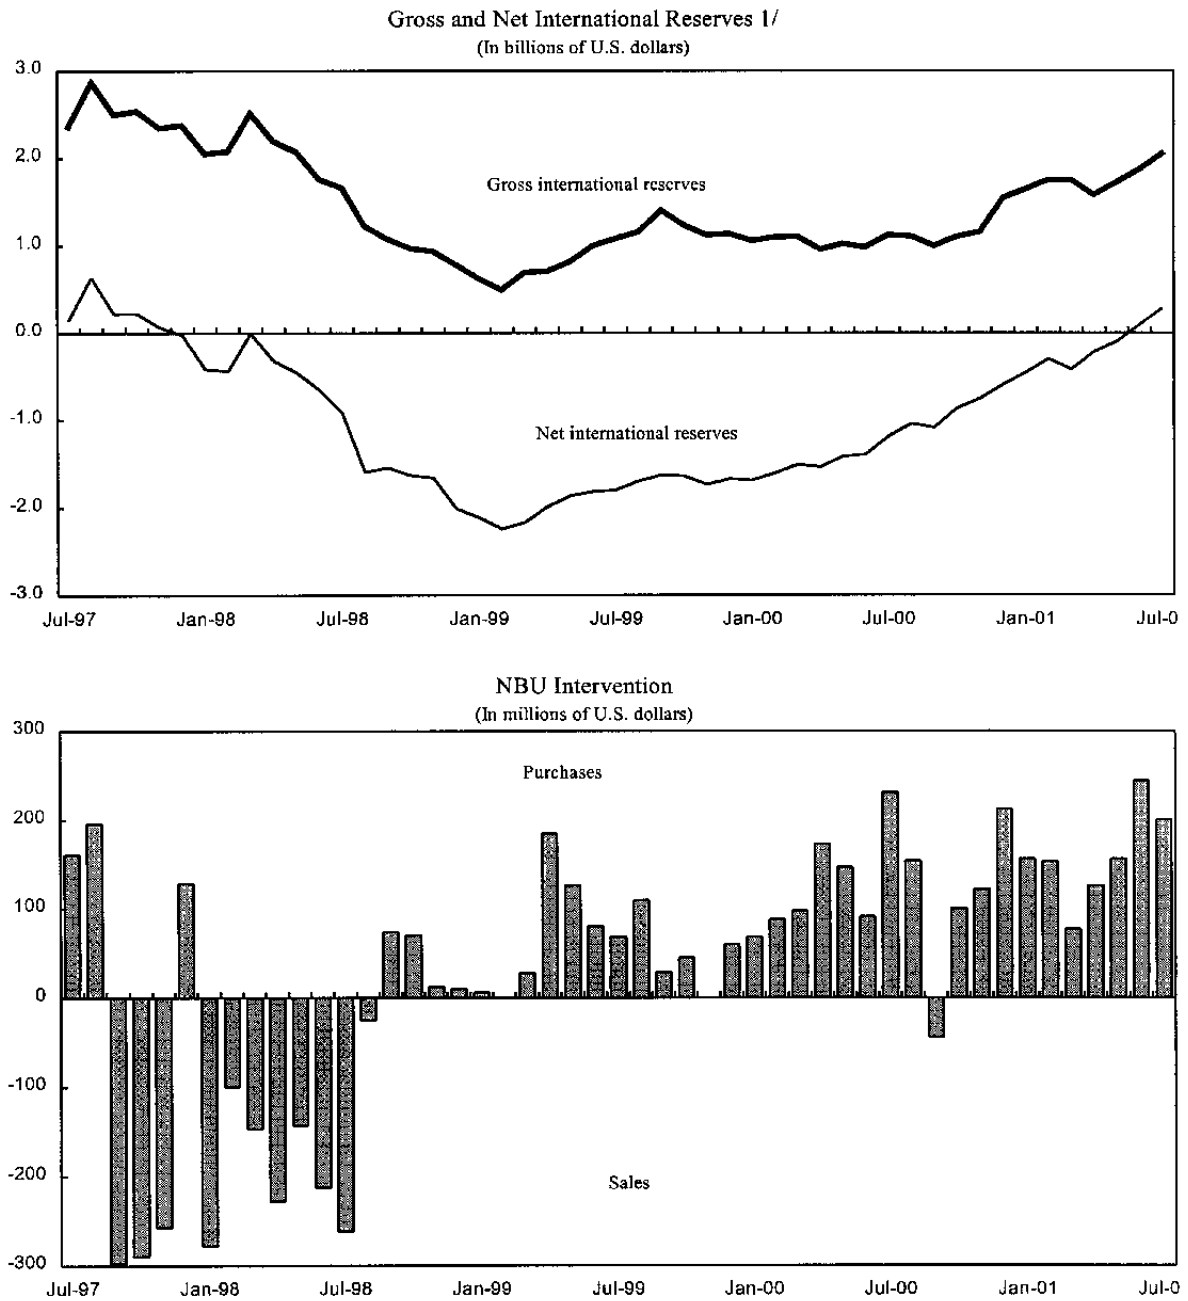 Gross and Net International Reserves 1/
(In billions of U.S. dollars)
3.0
2.0
Gross international reserves
1.0
0.0
-1.0
Net international reserves
-2.0
-3.0
Jul-97 Jan-98 Jul-98 Jan-99 Jul-99 Jan-00 Jul-00 Jan-01 Jul-0
NBU Intervention
(In millions of U.S. dollars)
300
Purchases
200
100
0
-100
-200
Sales
-300
Jul-97 Jan-98 Jul-98 Jan-99 Jul-99 Jan-00 Jul-00 Jan-01 Jul-0